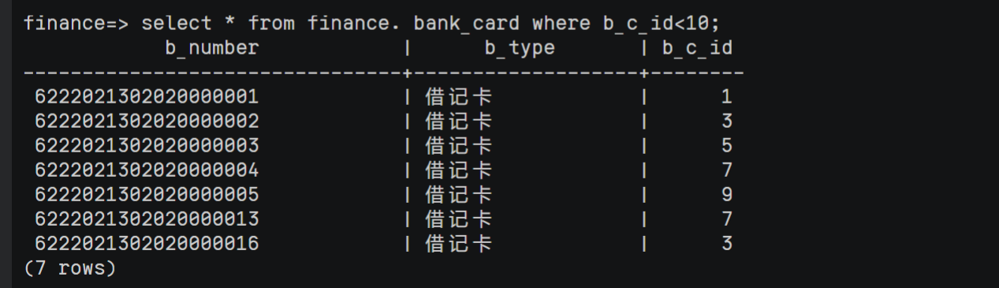 finance=> select * from finance. bank_card where b_c_id<10;
b_number | b_type | b_c_id
--------------------------------+-------------------+--------
6222021302020000001 | 借记卡 | 1
6222021302020000002 | 借记卡 | 3
6222021302020000003 | 借记卡 | 5
6222021302020000004 | 借记卡 | 7
6222021302020000005 | 借记卡 | 9
6222021302020000013 | 借记卡 | 7
6222021302020000016 | 借记卡 | 3
(7 rows)